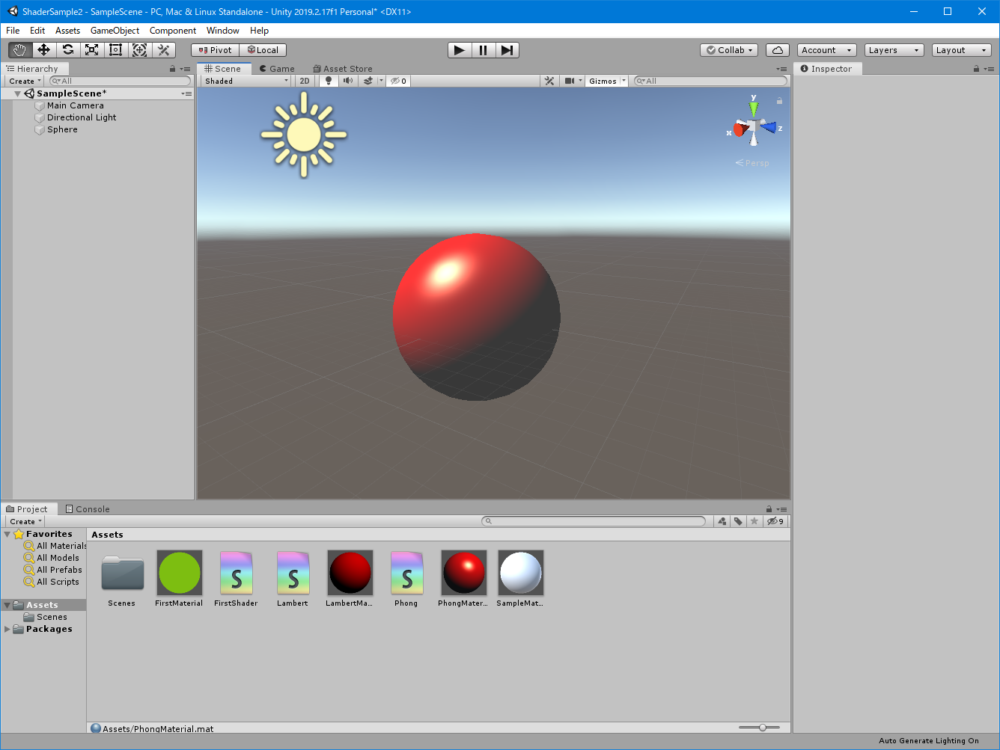 ShaderSample2 - SampleScene - PC, Mac & Linux Standalone - Unity 2019.2.17f1 Personal* <DX11>
File Edit Assets GameObject Component Window Help
Pivot Local Collab Account Layers Layout
Hierarchy
Create All
SampleScene*
Main Camera
Directional Light
Sphere
Scene Game Asset Store
Shaded 2D 0 Gizmos All
y
x
z
Persp
Inspector
Project Console
Create 9
Favorites
All Materials
All Models
All Prefabs
All Scripts
Assets
Scenes
Packages
Assets
S S S
Scenes FirstMaterial FirstShader Lambert LambertMa... Phong PhongMater... SampleMat...
Assets/PhongMaterial.mat
Auto Generate Lighting On